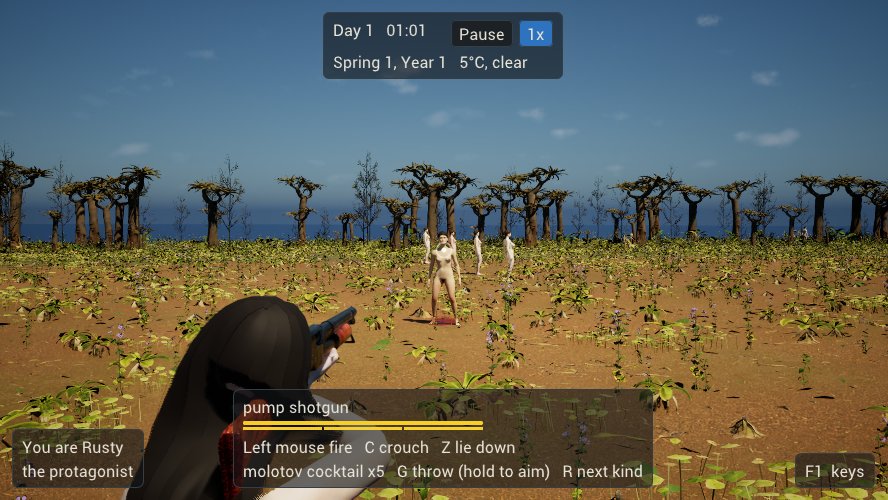 Day 1 01:01 Pause 1x
Spring 1, Year 1 5°C, clear
pump shotgun
Left mouse fire C crouch Z lie down
molotov cocktail x5 G throw (hold to aim) R next kind
You are Rusty
the protagonist
F1 keys